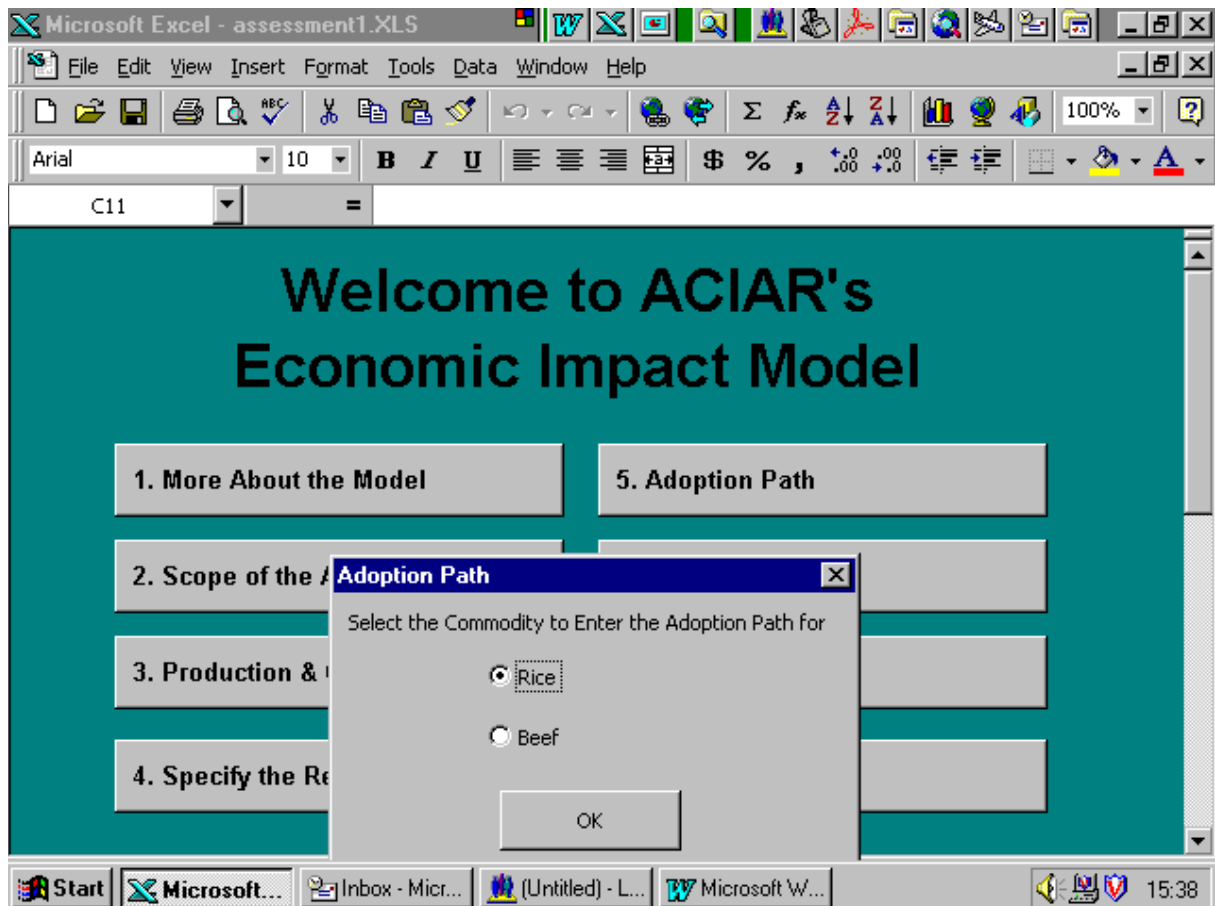 Microsoft Excel - assessment1.XLS
File Edit View Insert Format Tools Data Window Help
100%
Arial 10 B I U $ % ,
C11 =
Welcome to ACIAR's
Economic Impact Model
1. More About the Model
5. Adoption Path
2. Scope of the
Adoption Path
Select the Commodity to Enter the Adoption Path for
3. Production &
Rice
Beef
4. Specify the Re
OK
Start Microsoft... Inbox - Micr... (Untitled) - L... Microsoft W... 15:38